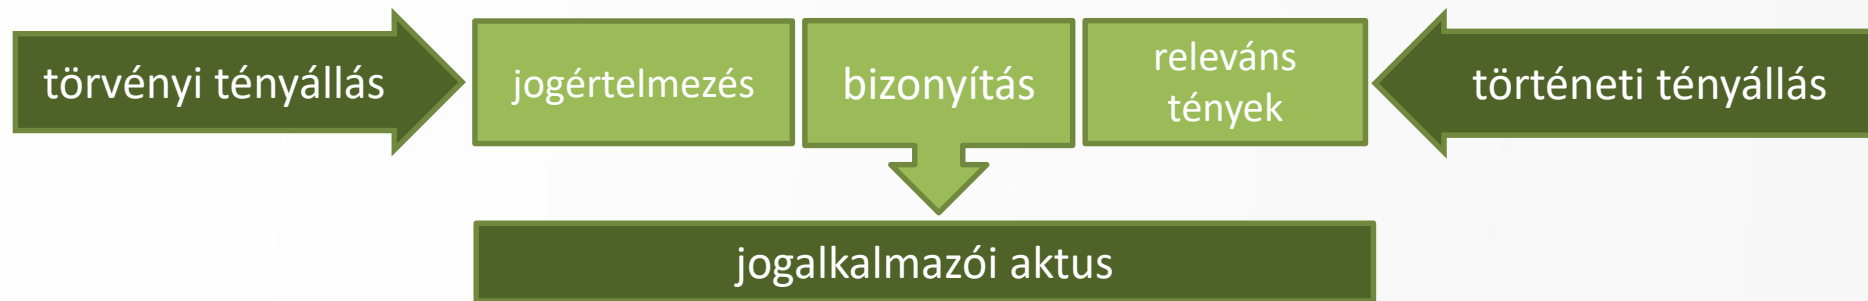 törvényi tényállás
jogértelmezés
bizonyítás
releváns
tények
történeti tényállás
jogalkalmazói aktus